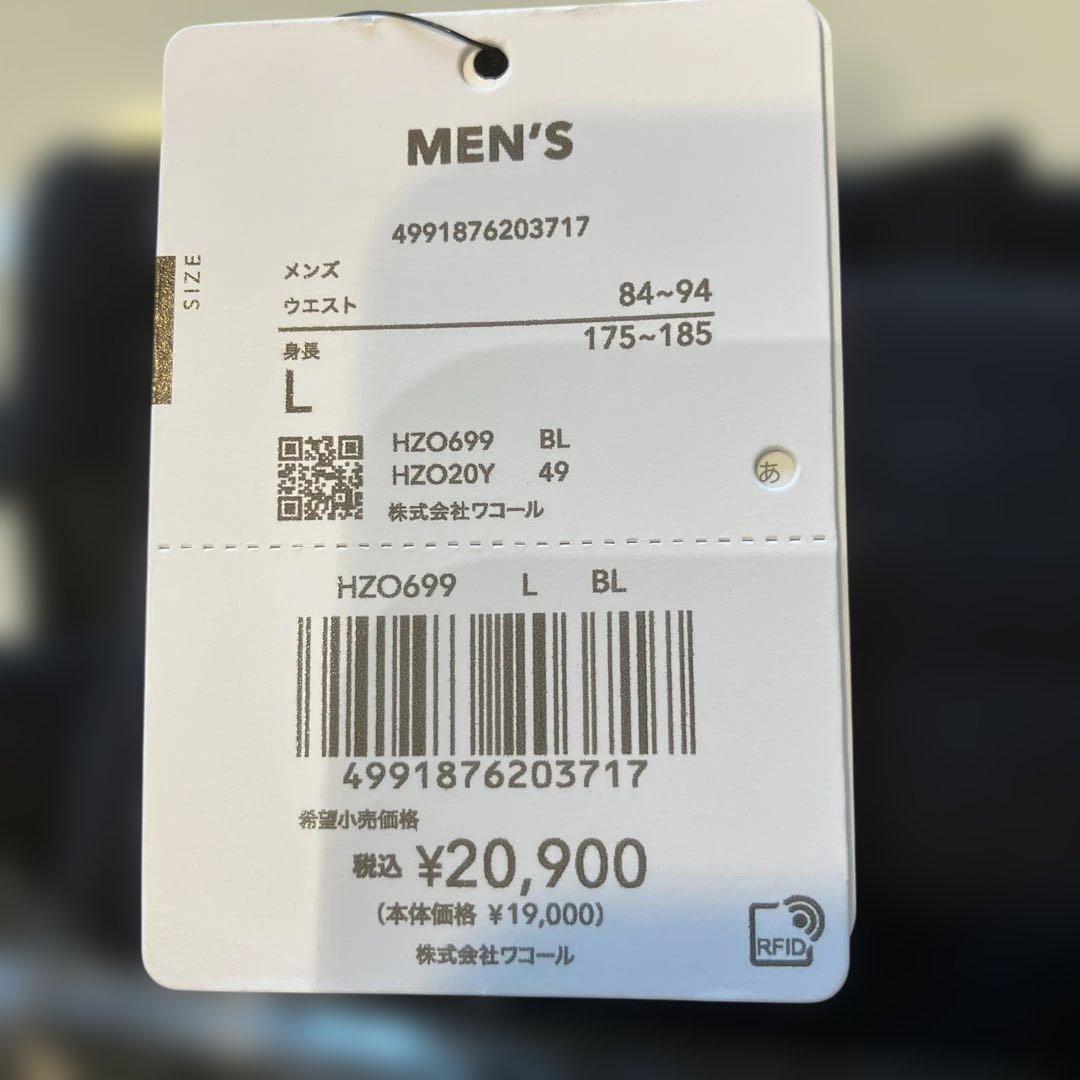 MEN'S
4991876203717
SIZE
メンズ
ウエスト 84~94
身長 175~185
L
HZO699 BL
HZO20Y 49
株式会社ワコール
あ
HZO699 L BL
4991876203717
希望小売価格
税込 ¥20,900
(本体価格 ¥19,000)
株式会社ワコール
RFID